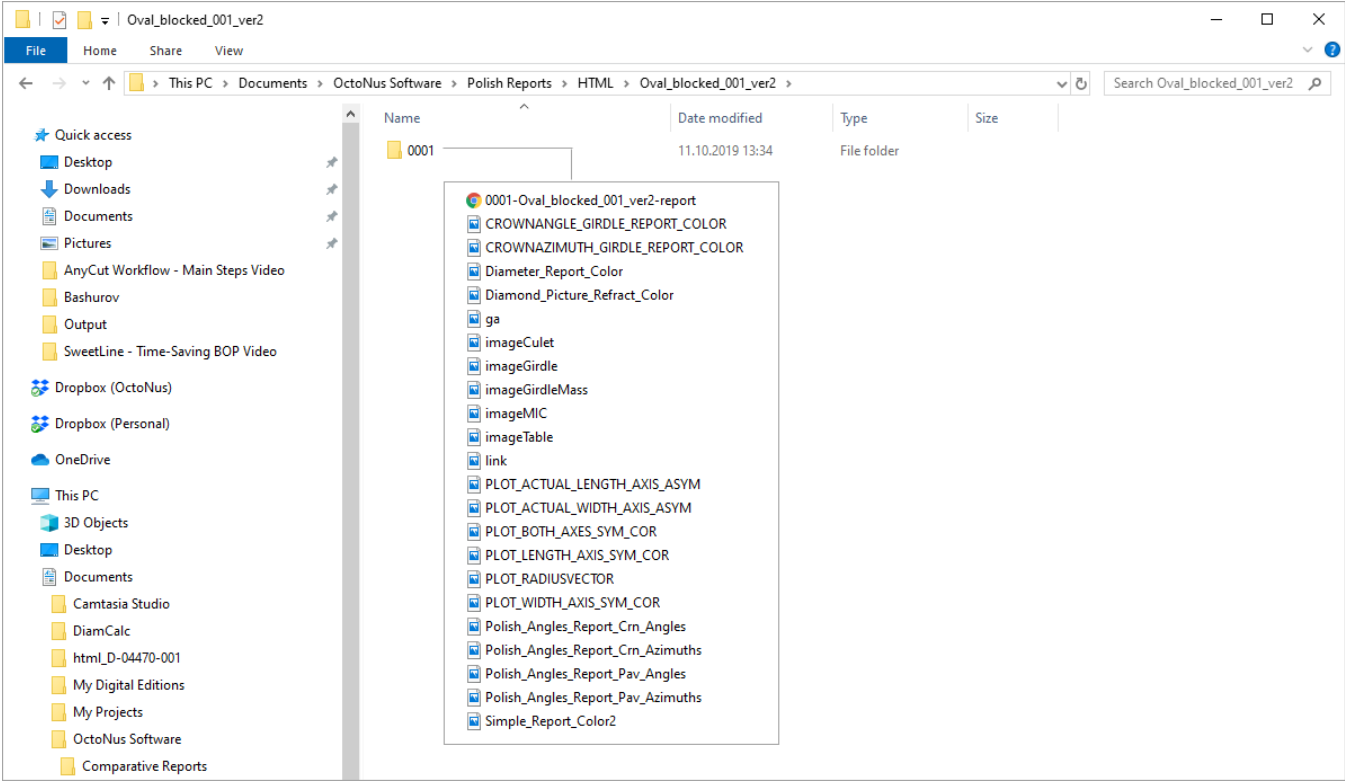 Oval_blocked_001_ver2
File Home Share View
This PC > Documents > OctoNus Software > Polish Reports > HTML > Oval_blocked_001_ver2 >
Search Oval_blocked_001_ver2
Quick access
Desktop
Downloads
Documents
Pictures
AnyCut Workflow - Main Steps Video
Bashurov
Output
SweetLine - Time-Saving BOP Video
Dropbox (OctoNus)
Dropbox (Personal)
OneDrive
This PC
3D Objects
Desktop
Documents
Camtasia Studio
DiamCalc
html_D-04470-001
My Digital Editions
My Projects
OctoNus Software
Comparative Reports
Name Date modified Type Size
0001 11.10.2019 13:34 File folder
0001-Oval_blocked_001_ver2-report
CROWNANGLE_GIRDLE_REPORT_COLOR
CROWNAZIMUTH_GIRDLE_REPORT_COLOR
Diameter_Report_Color
Diamond_Picture_Refract_Color
ga
imageCulet
imageGirdle
imageGirdleMass
imageMIC
imageTable
link
PLOT_ACTUAL_LENGTH_AXIS_ASYM
PLOT_ACTUAL_WIDTH_AXIS_ASYM
PLOT_BOTH_AXES_SYM_COR
PLOT_LENGTH_AXIS_SYM_COR
PLOT_RADIUSVECTOR
PLOT_WIDTH_AXIS_SYM_COR
Polish_Angles_Report_Crn_Angles
Polish_Angles_Report_Crn_Azimuths
Polish_Angles_Report_Pav_Angles
Polish_Angles_Report_Pav_Azimuths
Simple_Report_Color2